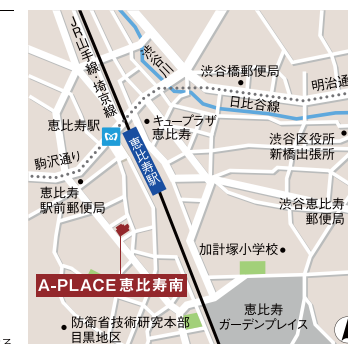 JR山手線・埼京線
渋谷川
渋谷橋郵便局
明治通
日比谷線
恵比寿駅
キュープラザ
恵比寿
恵比寿駅
渋谷区役所
新橋出張所
駒沢通り
恵比寿
駅前郵便局
渋谷恵比寿
郵便局
加計塚小学校
A-PLACE恵比寿南
恵比寿
ガーデンプレイス
防衛省技術研究本部
目黒地区
る